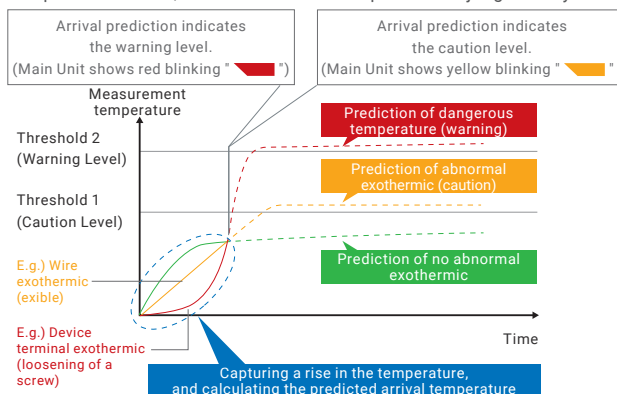 Arrival prediction indicates
the warning level.
(Main Unit shows red blinking " ")
Arrival prediction indicates
the caution level.
(Main Unit shows yellow blinking " ")
Measurement
temperature
Threshold 2
(Warning Level)
Threshold 1
(Caution Level)
Prediction of dangerous
temperature (warning)
Prediction of abnormal
exothermic (caution)
Prediction of no abnormal
exothermic
E.g.) Wire
exothermic
(exible)
E.g.) Device
terminal exothermic
(loosening of a
screw)
Time
Capturing a rise in the temperature,
and calculating the predicted arrival temperature